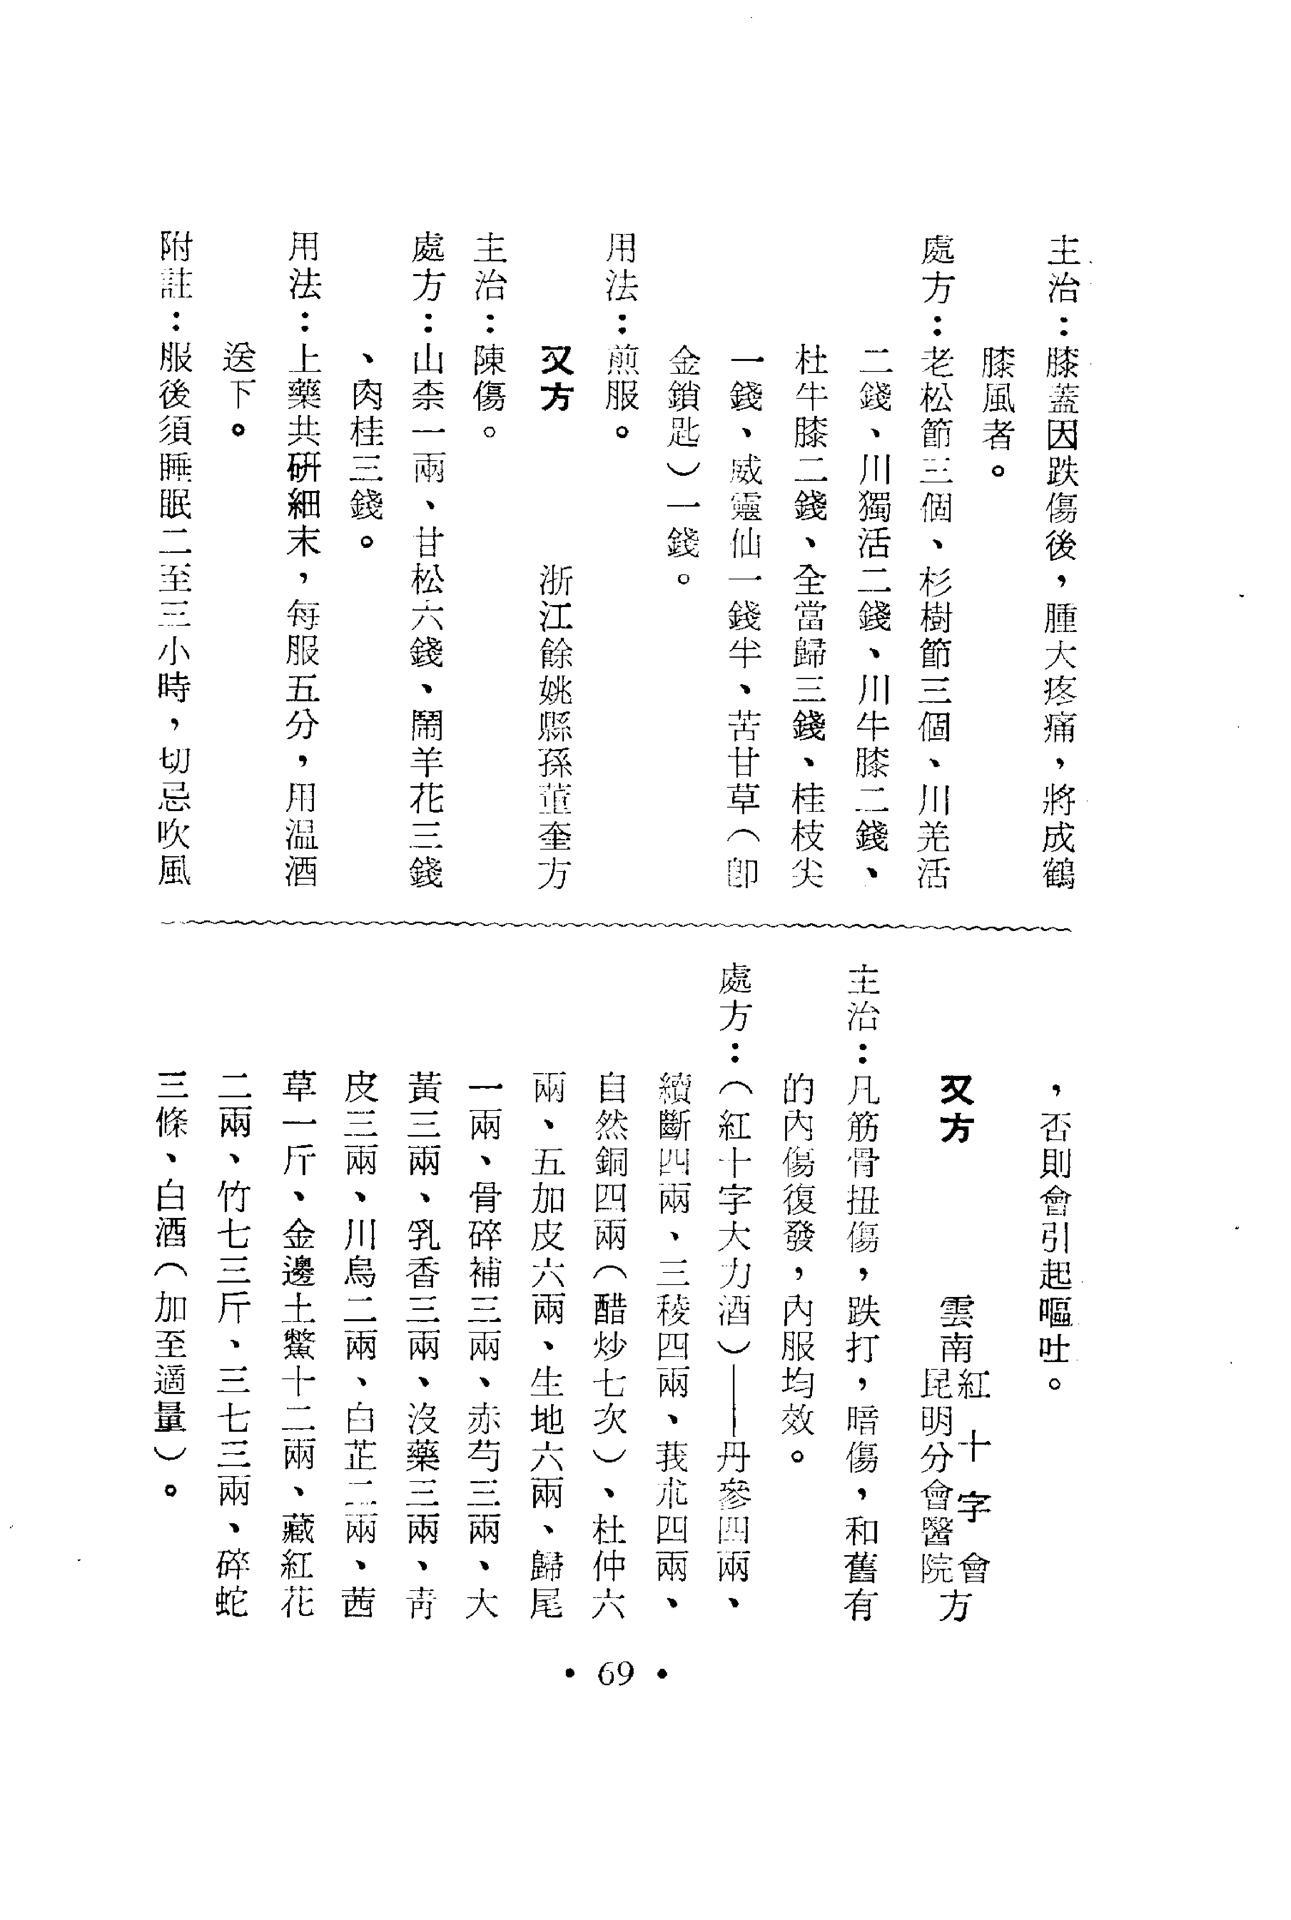 主治：膝蓋因跌傷後，腫大疼痛，將成鶴
膝風者。
處方：老松節三個、杉樹節三個、川羌活
二錢、川獨活二錢、川牛膝二錢、
杜牛膝二錢、全當歸三錢、桂枝尖
一錢、威靈仙一錢半、苦甘草（卽
金鎖匙）一錢。
用法：煎服。
又方　浙江餘姚縣孫董奎方
主治：陳傷。
處方：山柰一兩、甘松六錢、鬧羊花三錢
、肉桂三錢。
用法：上藥共研細末，每服五分，用溫酒
送下。
附註：服後須睡眠二至三小時，切忌吹風
，否則會引起嘔吐。
又方　雲南紅十字會昆明分會醫院方
主治：凡筋骨扭傷，跌打，暗傷，和舊有
的內傷復發，內服均效。
處方：（紅十字大力酒）——丹參四兩、
續斷四兩、三稜四兩、莪朮四兩、
自然銅四兩（醋炒七次）、杜仲六
兩、五加皮六兩、生地六兩、歸尾
一兩、骨碎補三兩、赤芍三兩、大
黃三兩、乳香三兩、沒藥三兩、靑
皮三兩、川烏二兩、白芷二兩、茜
草一斤、金邊土鱉十二兩、藏紅花
二兩、竹七三斤、三七三兩、碎蛇
三條、白酒（加至適量）。
• 69 •